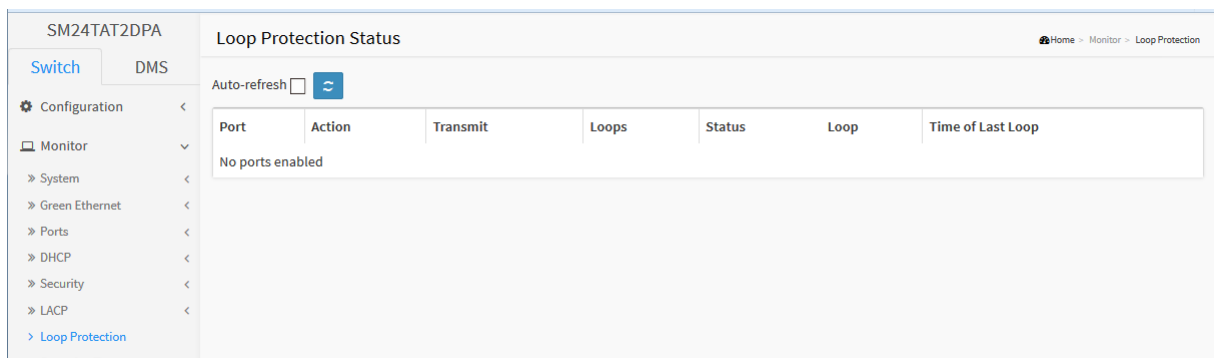 SM24TAT2DPA
Switch DMS
Configuration
Monitor
» System
» Green Ethernet
» Ports
» DHCP
» Security
» LACP
> Loop Protection
Loop Protection Status
Home > Monitor > Loop Protection
Auto-refresh
Port Action Transmit Loops Status Loop Time of Last Loop
No ports enabled